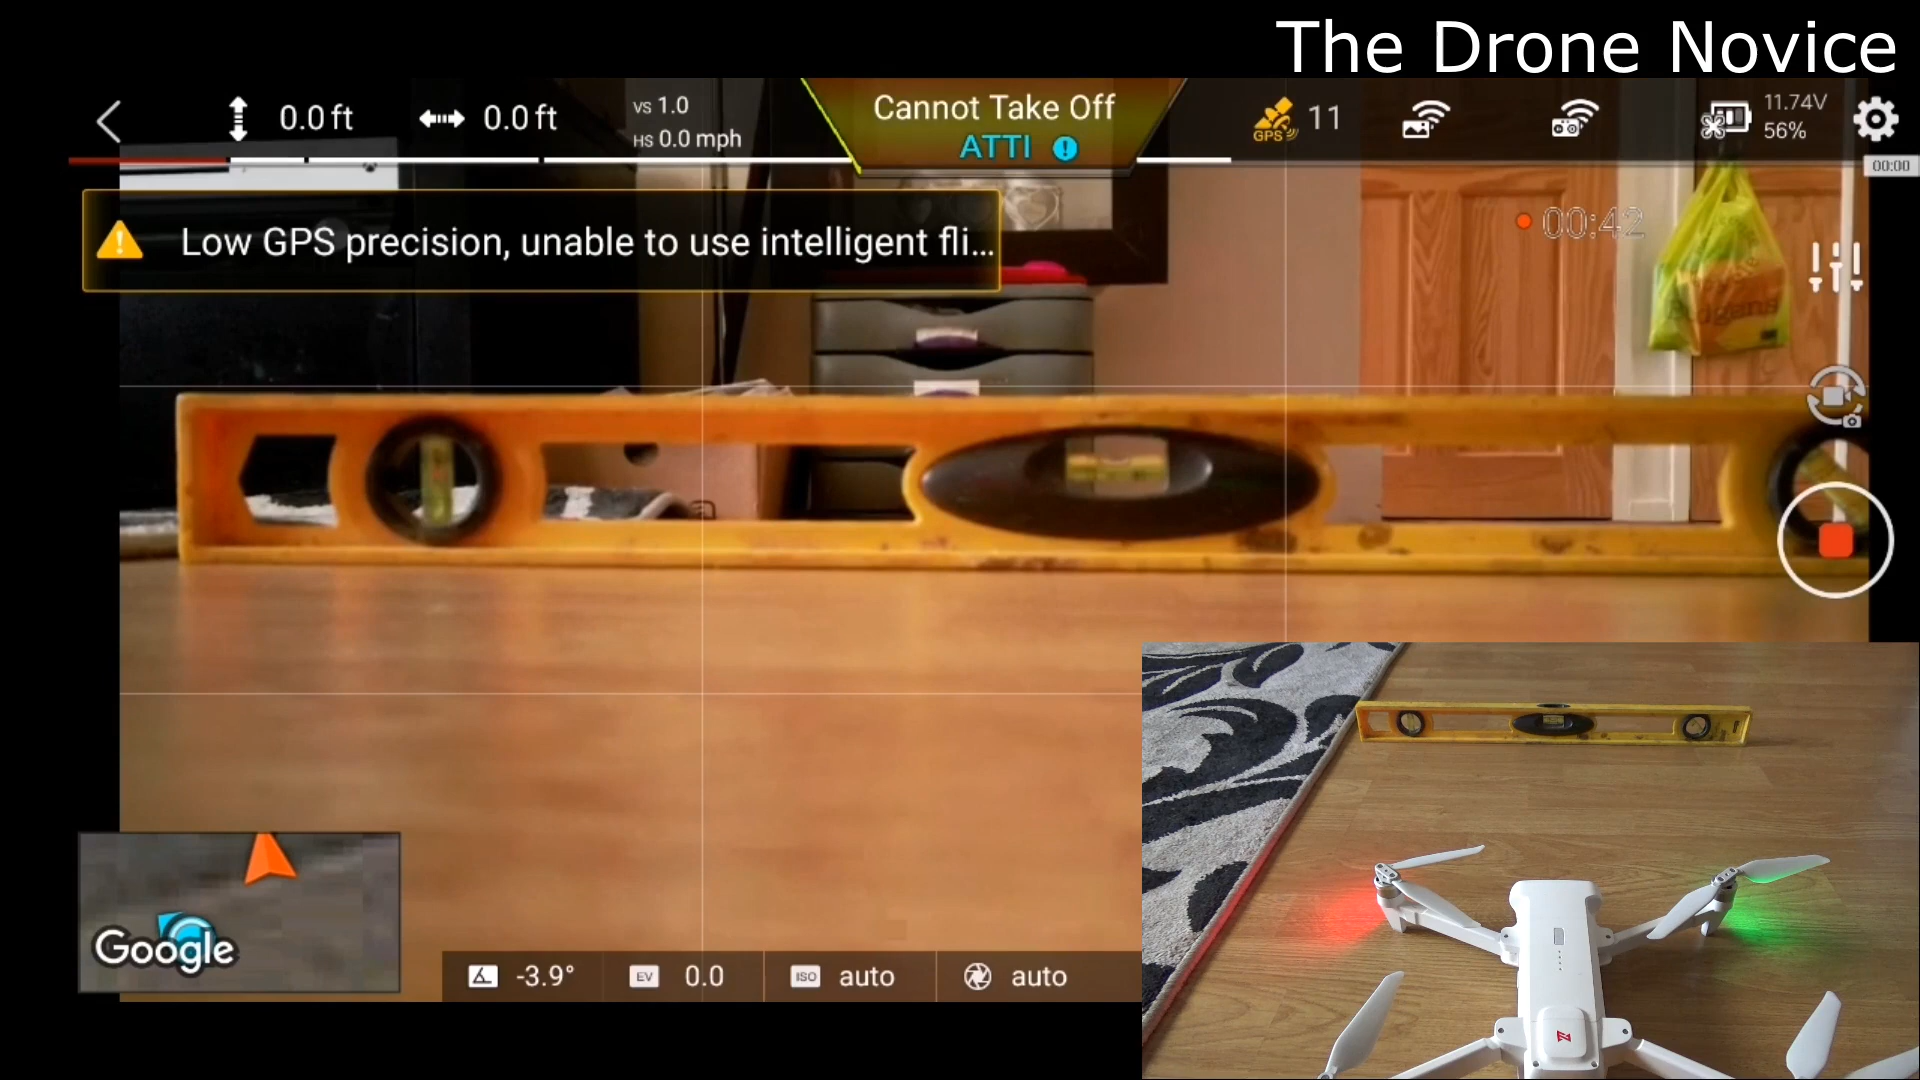 The Drone Novice
0.0 ft
0.0 ft
VS 1.0
HS 0.0 mph
Cannot Take Off
ATTI
GPS
11
11.74V
56%
00:00
Low GPS precision, unable to use intelligent fli...
00:42
Budgens
Google
-3.9°
EV
0.0
ISO
auto
auto